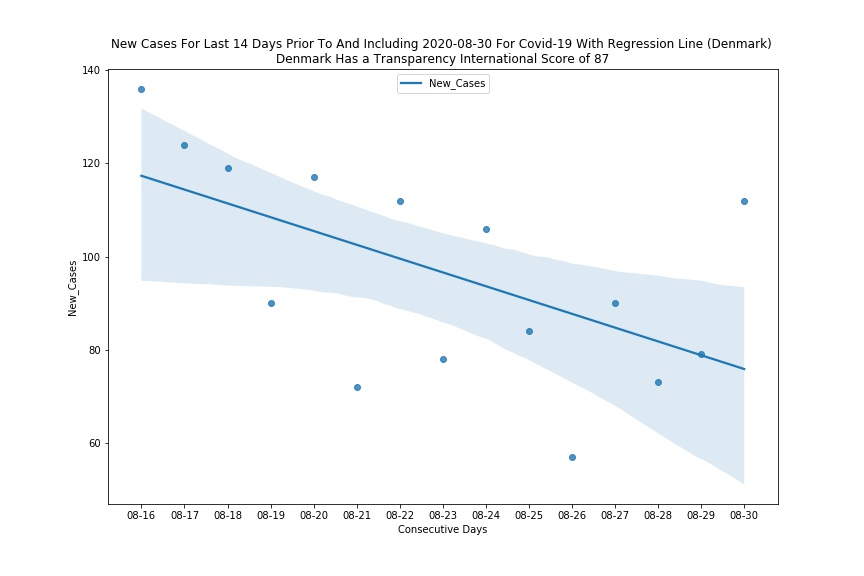 New Cases For Last 14 Days Prior To And Including 2020-08-30 For Covid-19 With Regression Line (Denmark)
Denmark Has a Transparency International Score of 87
New_Cases
140
120
100
80
60
New_Cases
08-16 08-17 08-18 08-19 08-20 08-21 08-22 08-23 08-24 08-25 08-26 08-27 08-28 08-29 08-30
Consecutive Days